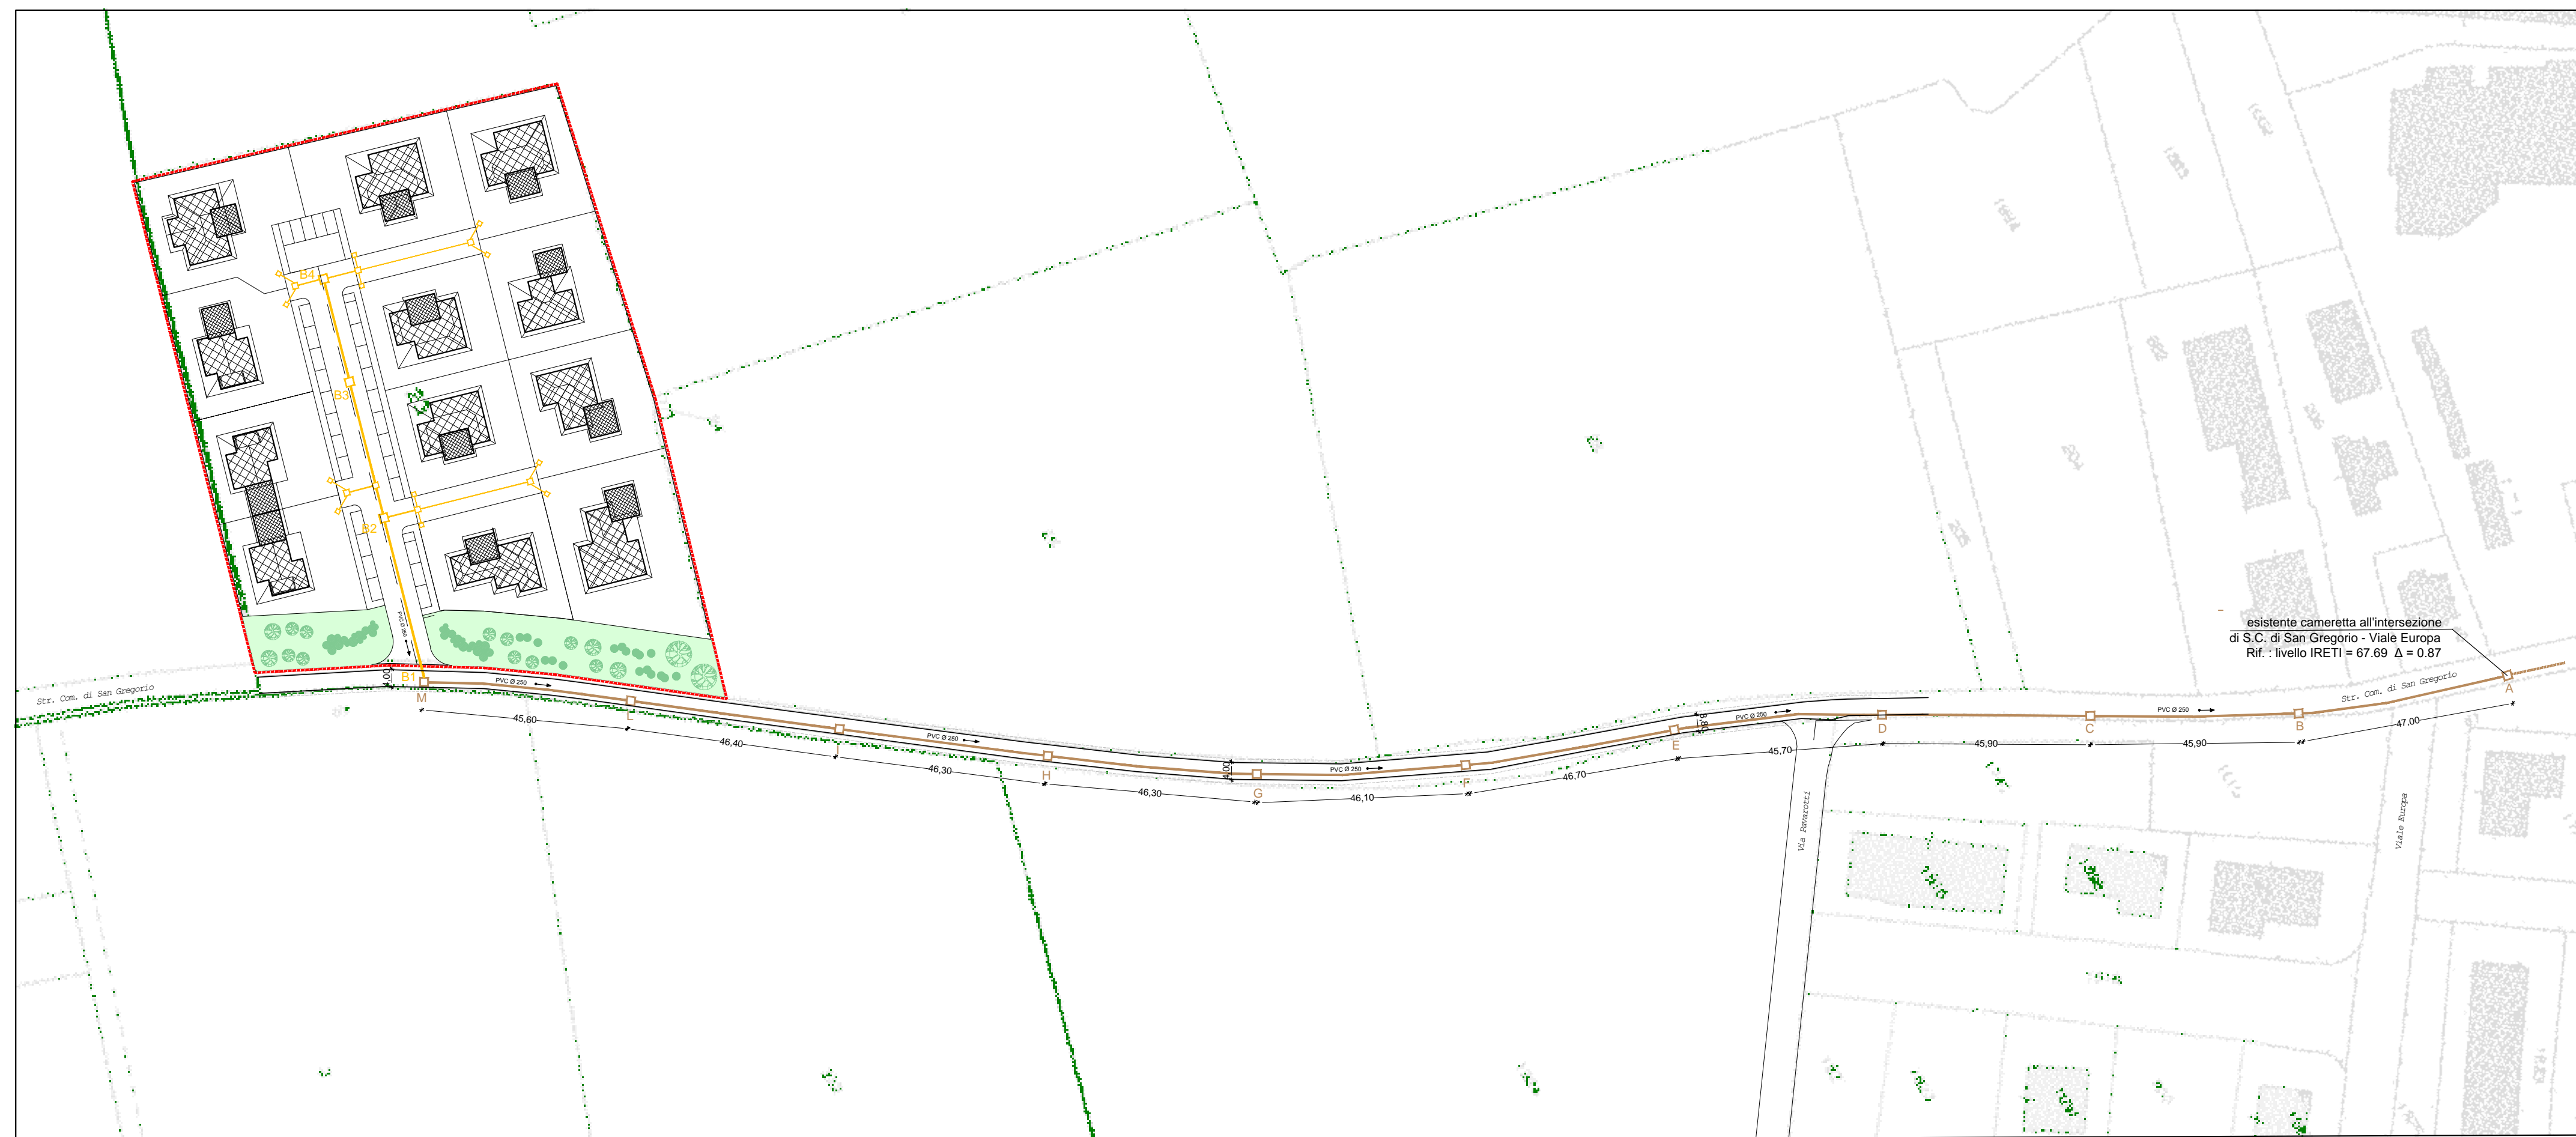 B4
B3
B2
B1
PVC Ø 250
4,00
Str. Com. di San Gregorio
M
PVC Ø 250
L
I
PVC Ø 250
H
4,00
G
PVC Ø 250
F
E
3,80
PVC Ø 250
D
C
PVC Ø 250
B
Str. Com. di San Gregorio
A
45,60
46,40
46,30
46,30
46,10
46,70
45,70
45,90
45,90
47,00
esistente cameretta all'intersezione
di S.C. di San Gregorio - Viale Europa
Rif. : livello IRETI = 67.69 Δ = 0.87
Via Pavarotti
Viale Europa